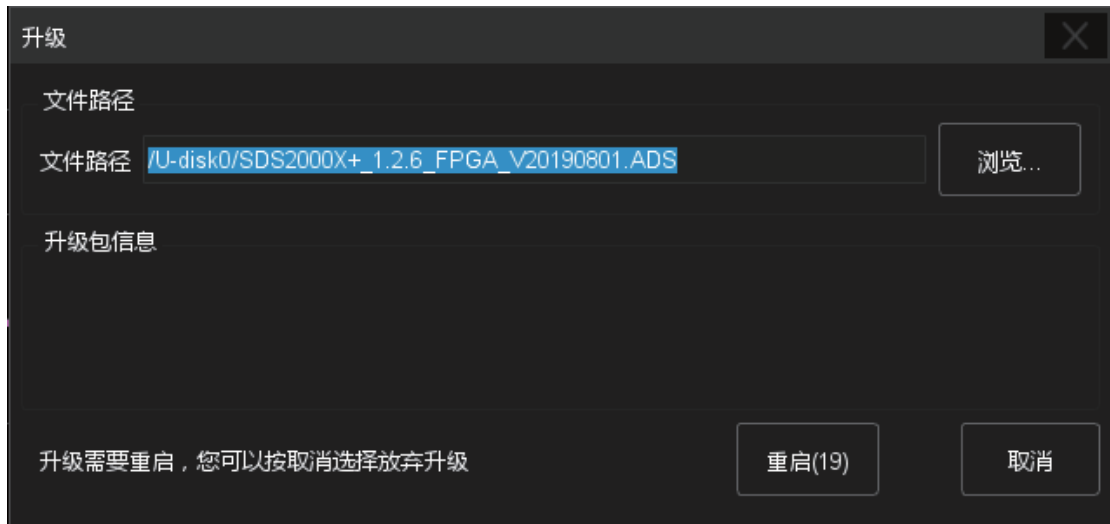 升级
文件路径
文件路径 /U-disk0/SDS2000X+_1.2.6_FPGA_V20190801.ADS 浏览...
升级包信息
升级需要重启，您可以按取消选择放弃升级 重启(19) 取消